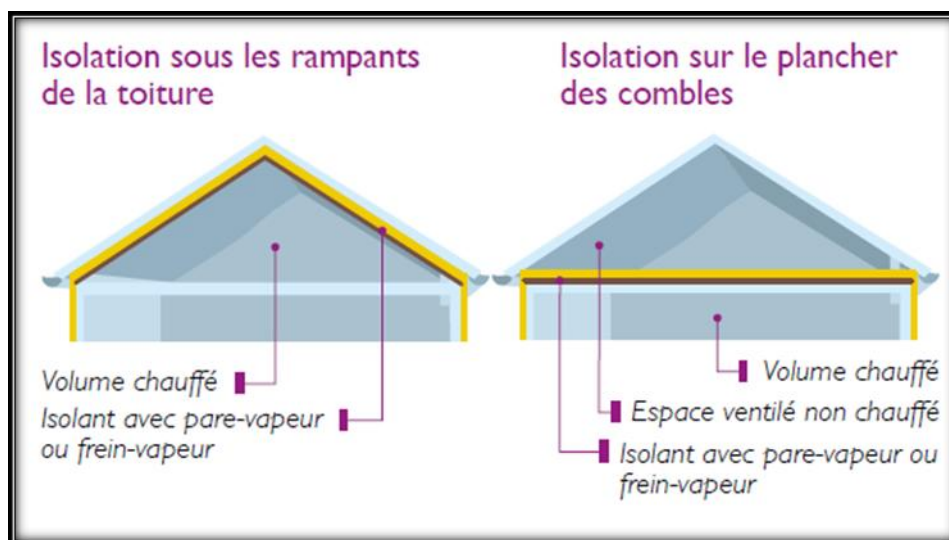 Isolation sous les rampants
de la toiture
Isolation sur le plancher
des combles
Volume chauffé
Isolant avec pare-vapeur
ou frein-vapeur
Volume chauffé
Espace ventilé non chauffé
Isolant avec pare-vapeur ou
frein-vapeur